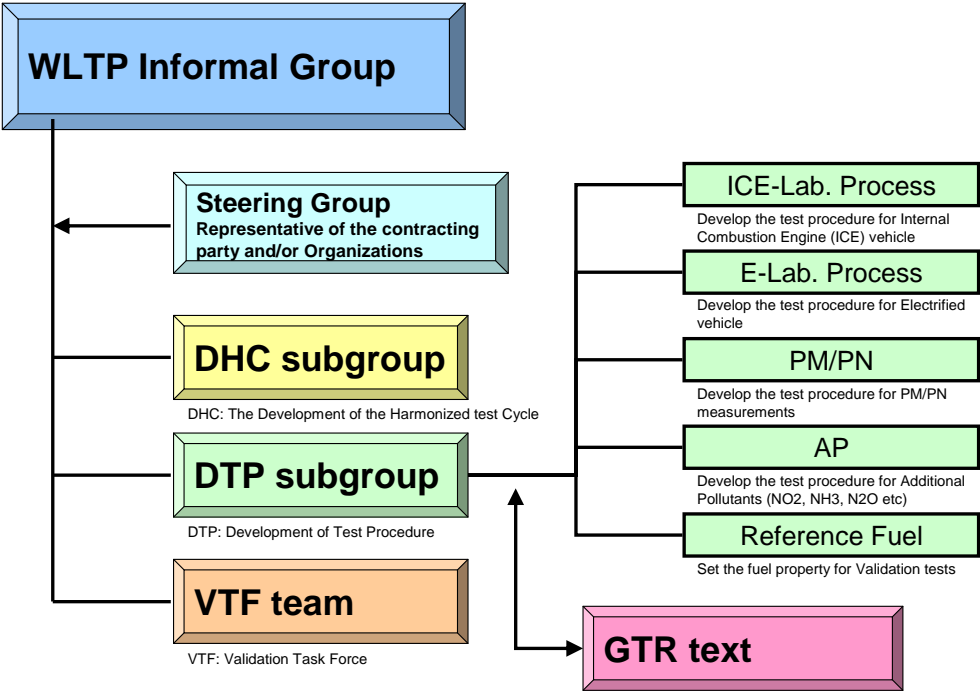 WLTP Informal Group
Steering Group
Representative of the contracting
party and/or Organizations
DHC subgroup
DHC: The Development of the Harmonized test Cycle
DTP subgroup
DTP: Development of Test Procedure
VTF team
VTF: Validation Task Force
ICE-Lab. Process
Develop the test procedure for Internal
Combustion Engine (ICE) vehicle
E-Lab. Process
Develop the test procedure for Electrified
vehicle
PM/PN
Develop the test procedure for PM/PN
measurements
AP
Develop the test procedure for Additional
Pollutants (NO2, NH3, N2O etc)
Reference Fuel
Set the fuel property for Validation tests
GTR text